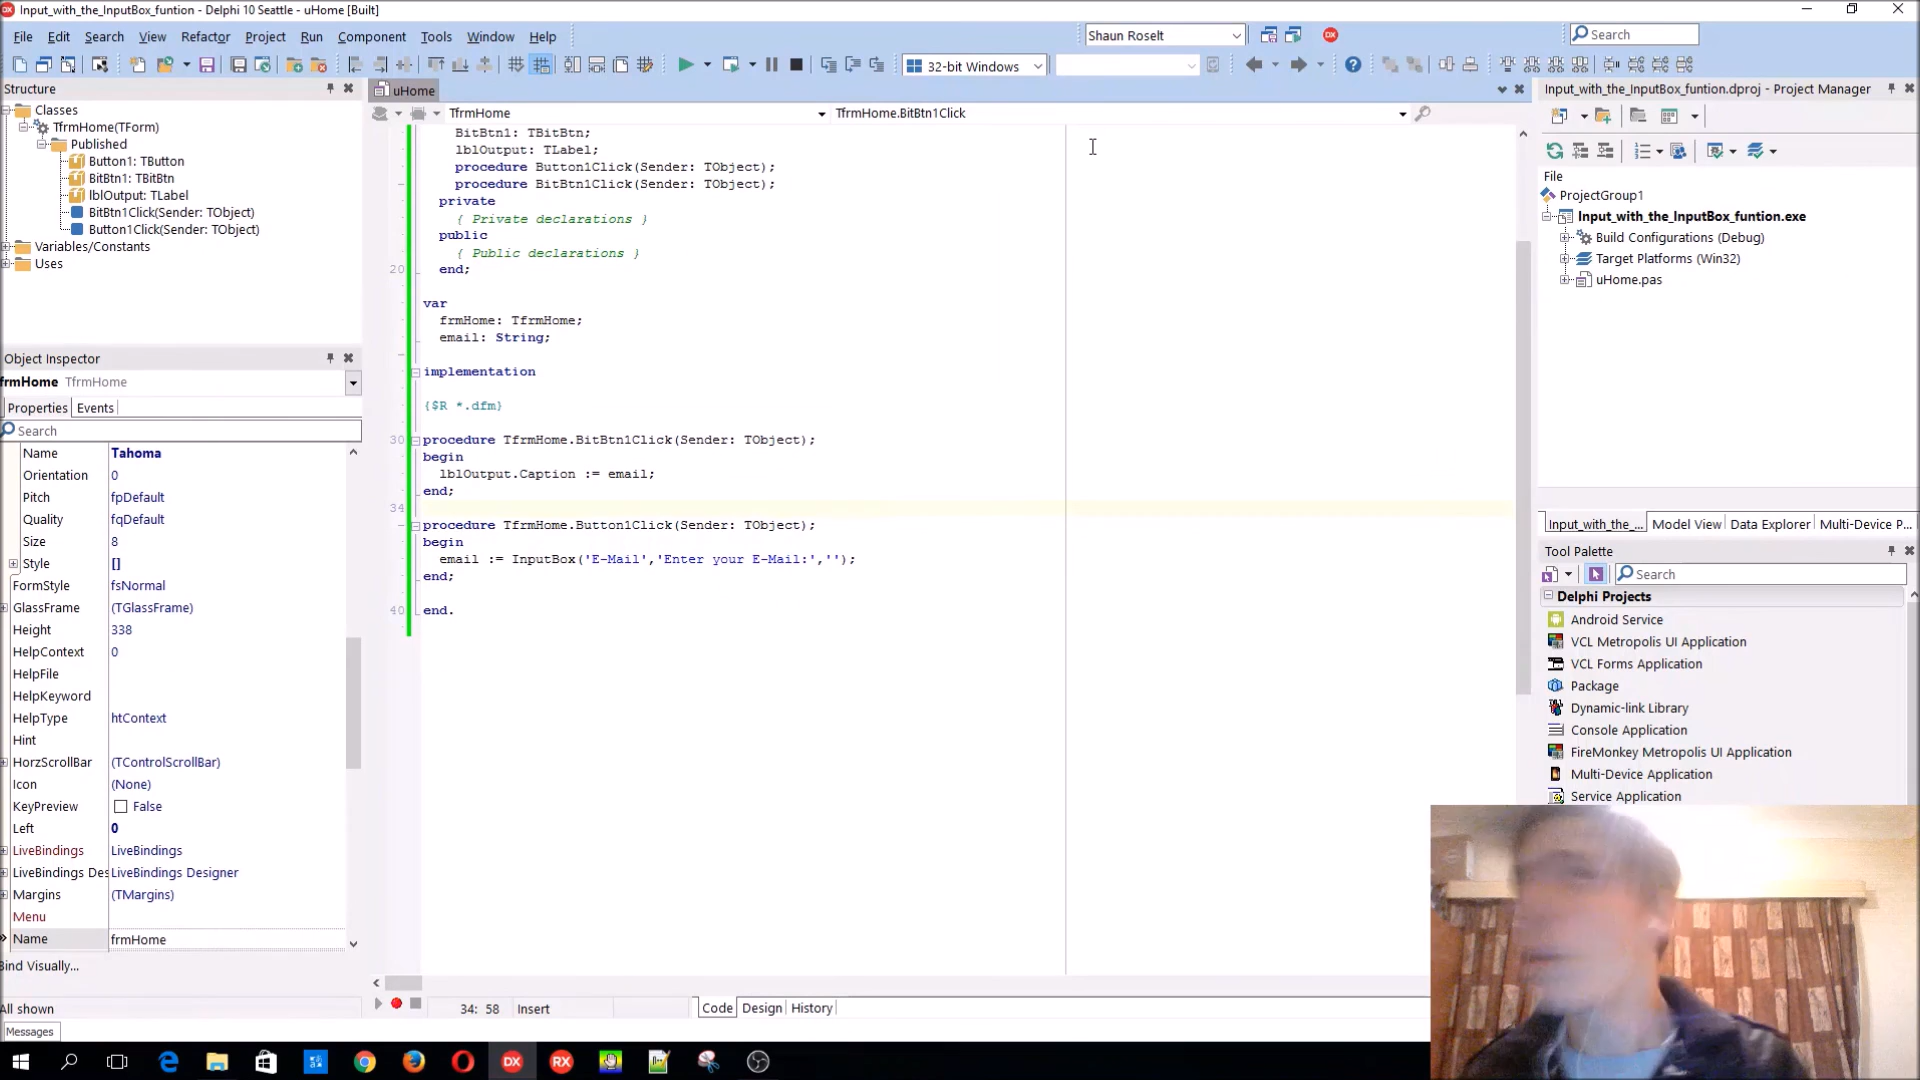 Input_with_the_InputBox_funtion - Delphi 10 Seattle - uHome [Built]
File Edit Search View Refactor Project Run Component Tools Window Help
Shaun Roselt
Search
32-bit Windows
Structure
Classes
TfrmHome(TForm)
Published
Button1: TButton
BitBtn1: TBitBtn
lblOutput: TLabel
BitBtn1Click(Sender: TObject)
Button1Click(Sender: TObject)
Variables/Constants
Uses
Object Inspector
frmHome TfrmHome
Properties Events
Search
Name Tahoma
Orientation 0
Pitch fpDefault
Quality fqDefault
Size 8
Style []
FormStyle fsNormal
GlassFrame (TGlassFrame)
Height 338
HelpContext 0
HelpFile
HelpKeyword
HelpType htContext
Hint
HorzScrollBar (TControlScrollBar)
Icon (None)
KeyPreview False
Left 0
LiveBindings LiveBindings
LiveBindings Des LiveBindings Designer
Margins (TMargins)
Menu
Name frmHome
Bind Visually...
All shown
Messages
uHome
TfrmHome TfrmHome.BitBtn1Click
BitBtn1: TBitBtn;
lblOutput: TLabel;
procedure Button1Click(Sender: TObject);
procedure BitBtn1Click(Sender: TObject);
private
{ Private declarations }
public
{ Public declarations }
20 end;
var
frmHome: TfrmHome;
email: String;
implementation
{$R *.dfm}
30 procedure TfrmHome.BitBtn1Click(Sender: TObject);
begin
lblOutput.Caption := email;
end;
34
procedure TfrmHome.Button1Click(Sender: TObject);
begin
email := InputBox('E-Mail','Enter your E-Mail:','');
end;
40 end.
34: 58 Insert Code Design History
Input_with_the_InputBox_funtion.dproj - Project Manager
File
ProjectGroup1
Input_with_the_InputBox_funtion.exe
Build Configurations (Debug)
Target Platforms (Win32)
uHome.pas
Input_with_the_... Model View Data Explorer Multi-Device P...
Tool Palette
Search
Delphi Projects
Android Service
VCL Metropolis UI Application
VCL Forms Application
Package
Dynamic-link Library
Console Application
FireMonkey Metropolis UI Application
Multi-Device Application
Service Application
DX RX